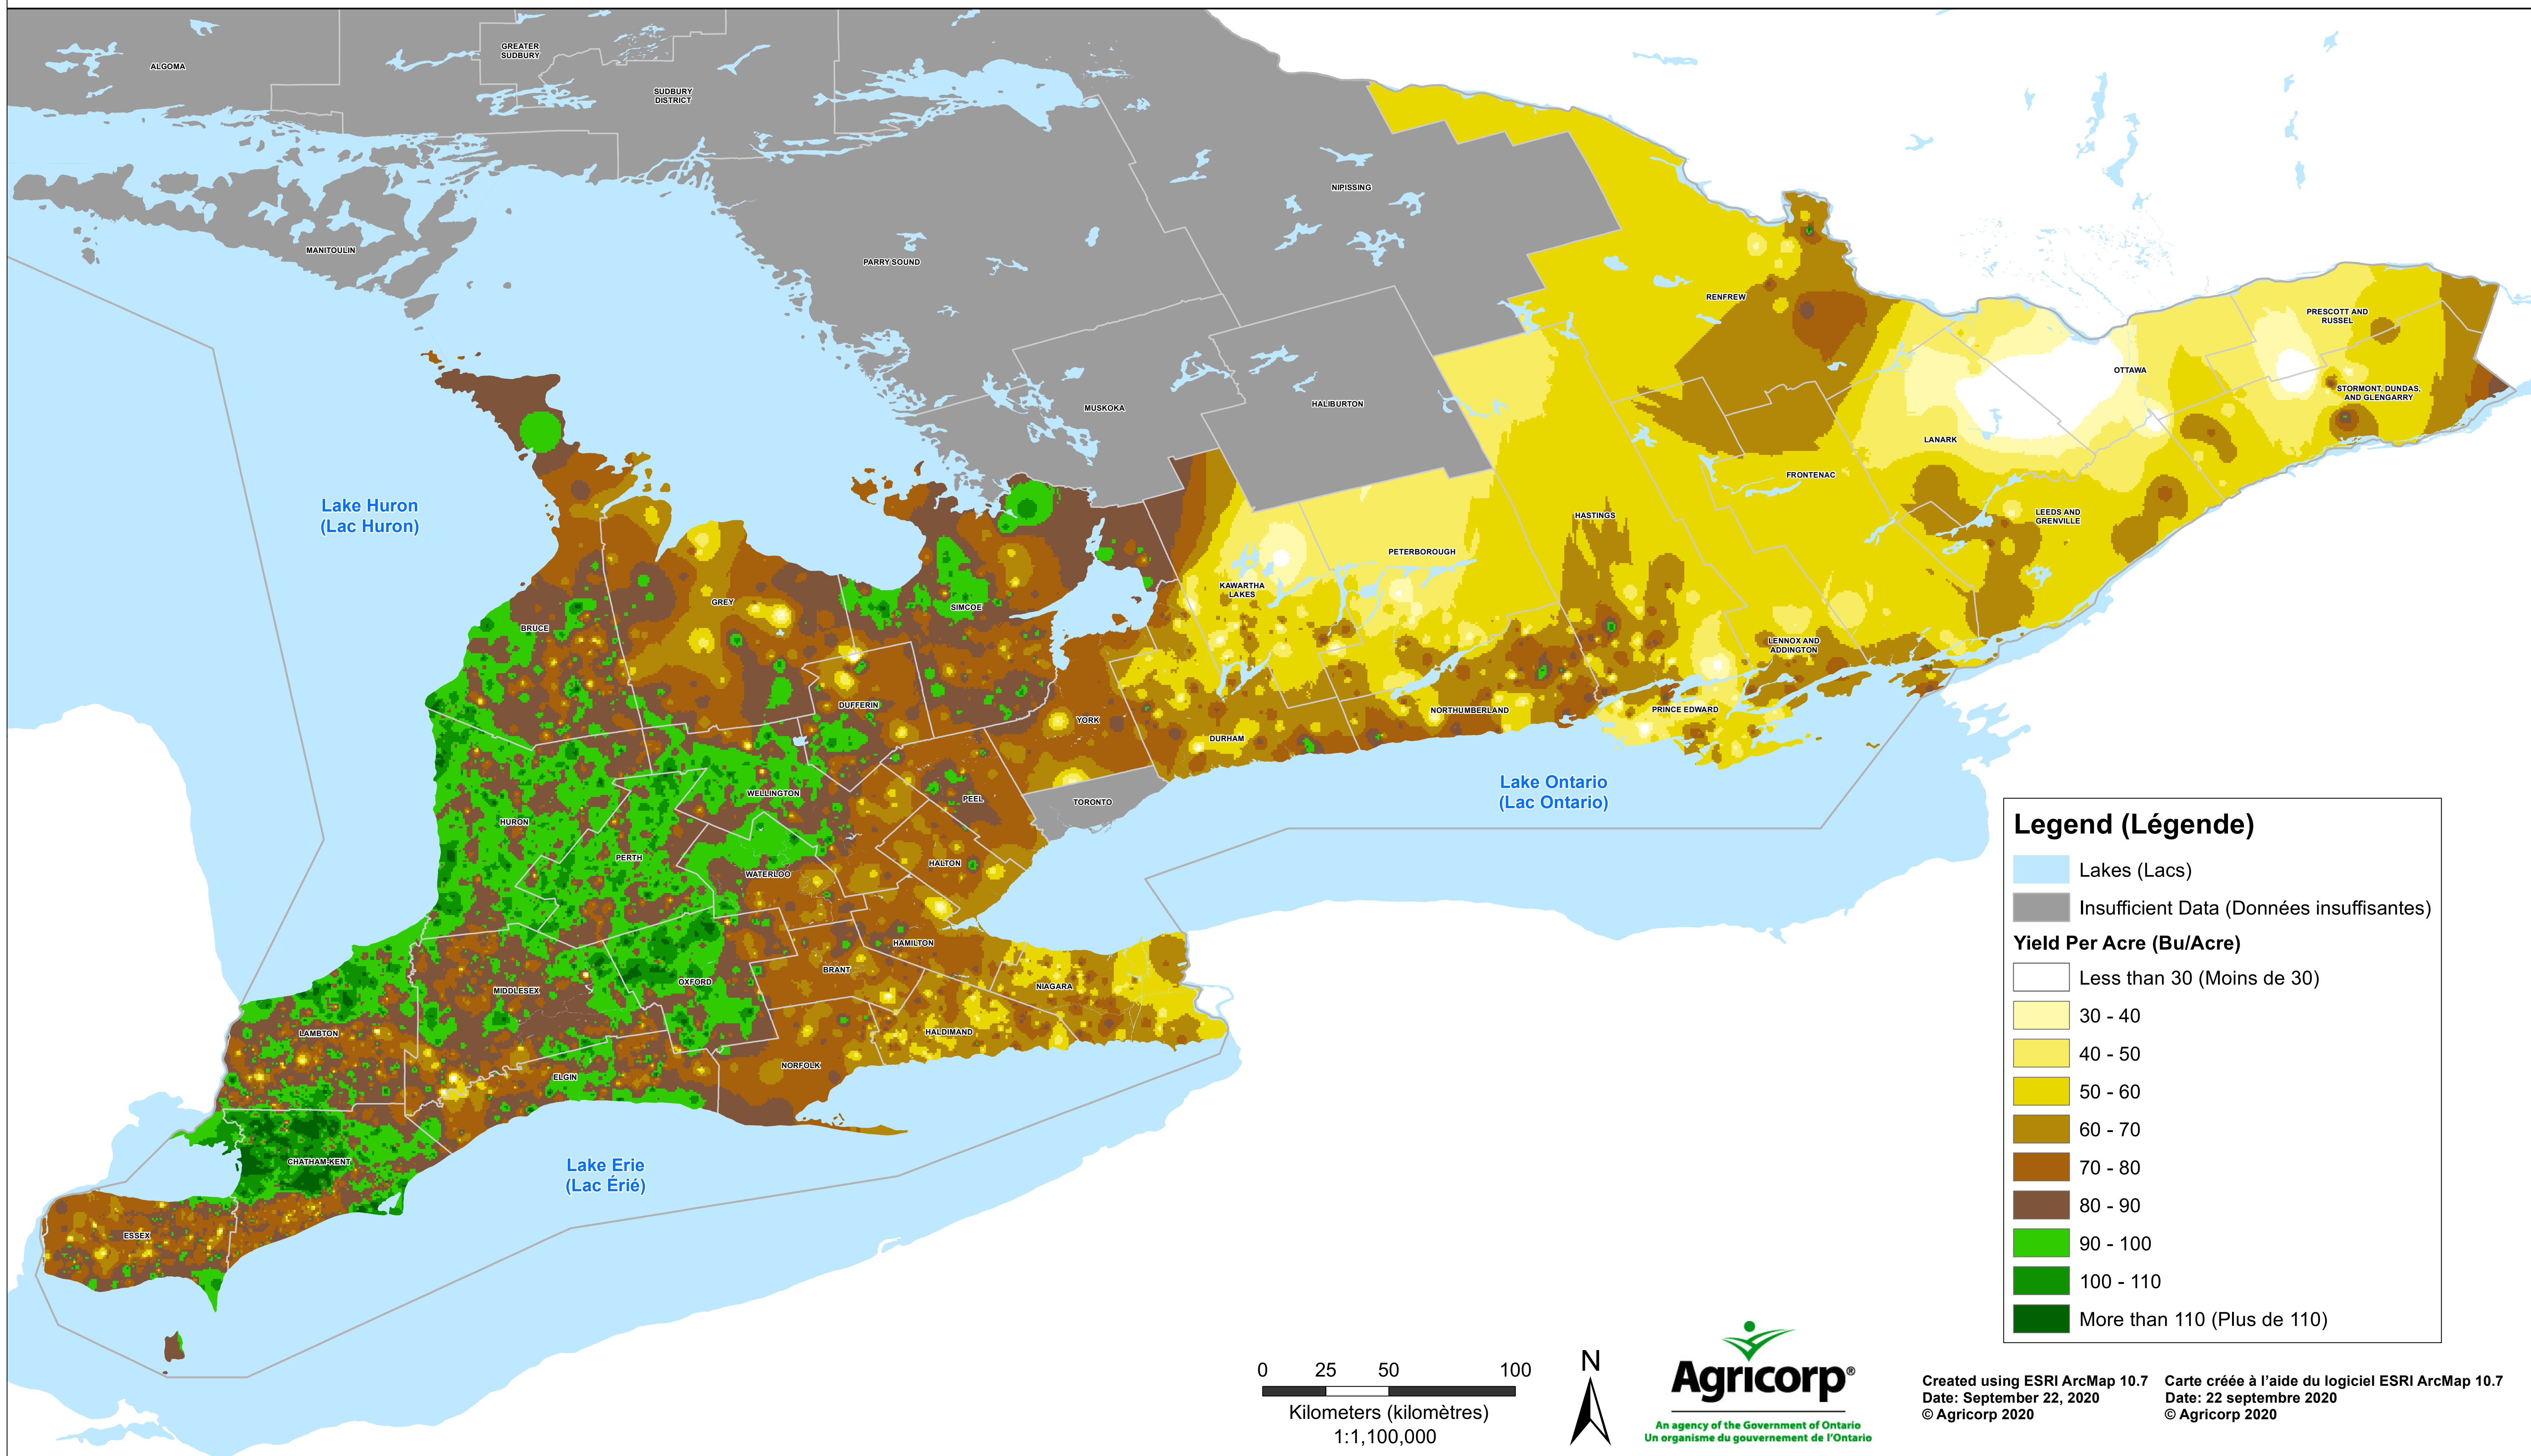 ALGOMA
GREATER
SUDBURY
SUDBURY
DISTRICT
NIPISSING
MANITOULIN
PARRY SOUND
RENFREW
PRESCOTT AND
RUSSEL
OTTAWA
STORMONT, DUNDAS,
AND GLENGARRY
MUSKOKA
HALIBURTON
LANARK
FRONTENAC
Lake Huron
(Lac Huron)
HASTINGS
LEEDS AND
GRENVILLE
PETERBOROUGH
KAWARTHA
LAKES
GREY
SIMCOE
BRUCE
LENNOX AND
ADDINGTON
DUFFERIN
YORK
NORTHUMBERLAND
PRINCE EDWARD
DURHAM
Lake Ontario
(Lac Ontario)
WELLINGTON
PEEL
TORONTO
HURON
PERTH
HALTON
WATERLOO
HAMILTON
BRANT
OXFORD
NIAGARA
MIDDLESEX
LAMBTON
HALDIMAND
NORFOLK
ELGIN
CHATHAM-KENT
Lake Erie
(Lac Érié)
ESSEX
Legend (Légende)
Lakes (Lacs)
Insufficient Data (Données insuffisantes)
Yield Per Acre (Bu/Acre)
Less than 30 (Moins de 30)
30 - 40
40 - 50
50 - 60
60 - 70
70 - 80
80 - 90
90 - 100
100 - 110
More than 110 (Plus de 110)
0 25 50 100
Kilometers (kilomètres)
1:1,100,000
N
Agricorp®
An agency of the Government of Ontario
Un organisme du gouvernement de l'Ontario
Created using ESRI ArcMap 10.7
Date: September 22, 2020
© Agricorp 2020
Carte créée à l'aide du logiciel ESRI ArcMap 10.7
Date: 22 septembre 2020
© Agricorp 2020